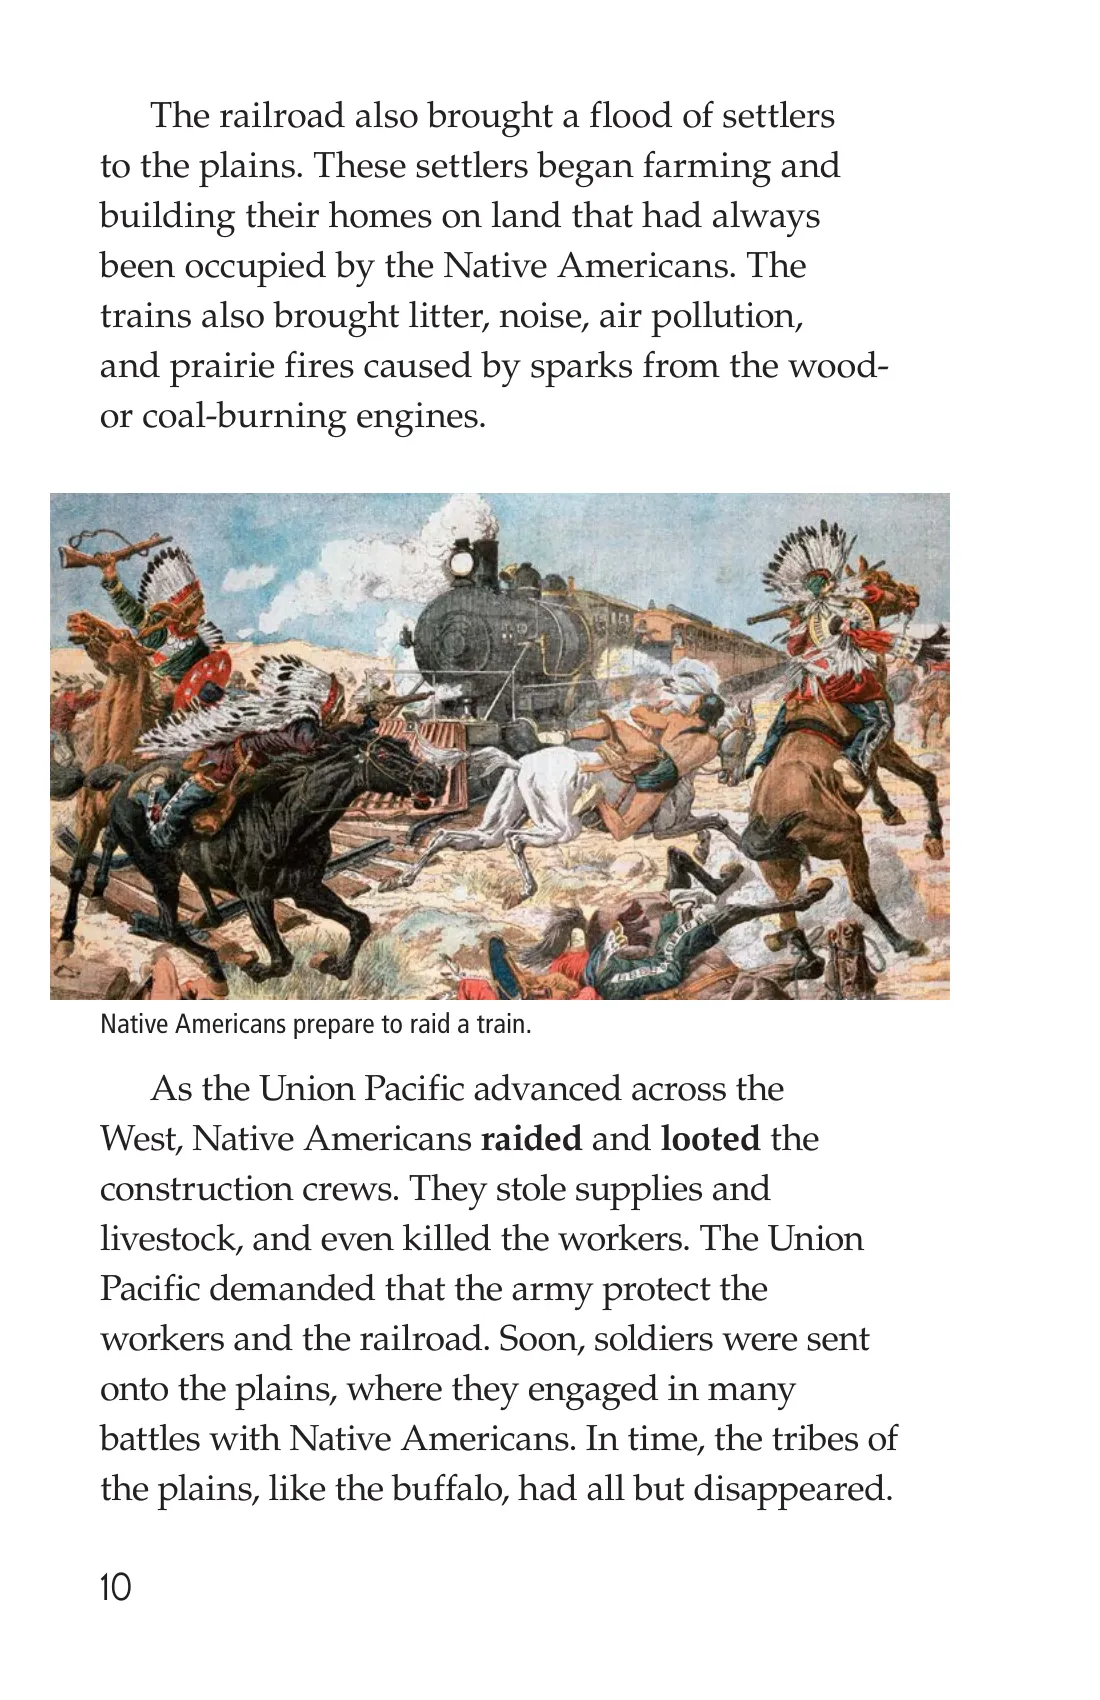 The railroad also brought a flood of settlers
to the plains. These settlers began farming and
building their homes on land that had always
been occupied by the Native Americans. The
trains also brought litter, noise, air pollution,
and prairie fires caused by sparks from the wood-
or coal-burning engines.
Native Americans prepare to raid a train.
As the Union Pacific advanced across the
West, Native Americans raided and looted the
construction crews. They stole supplies and
livestock, and even killed the workers. The Union
Pacific demanded that the army protect the
workers and the railroad. Soon, soldiers were sent
onto the plains, where they engaged in many
battles with Native Americans. In time, the tribes of
the plains, like the buffalo, had all but disappeared.
10